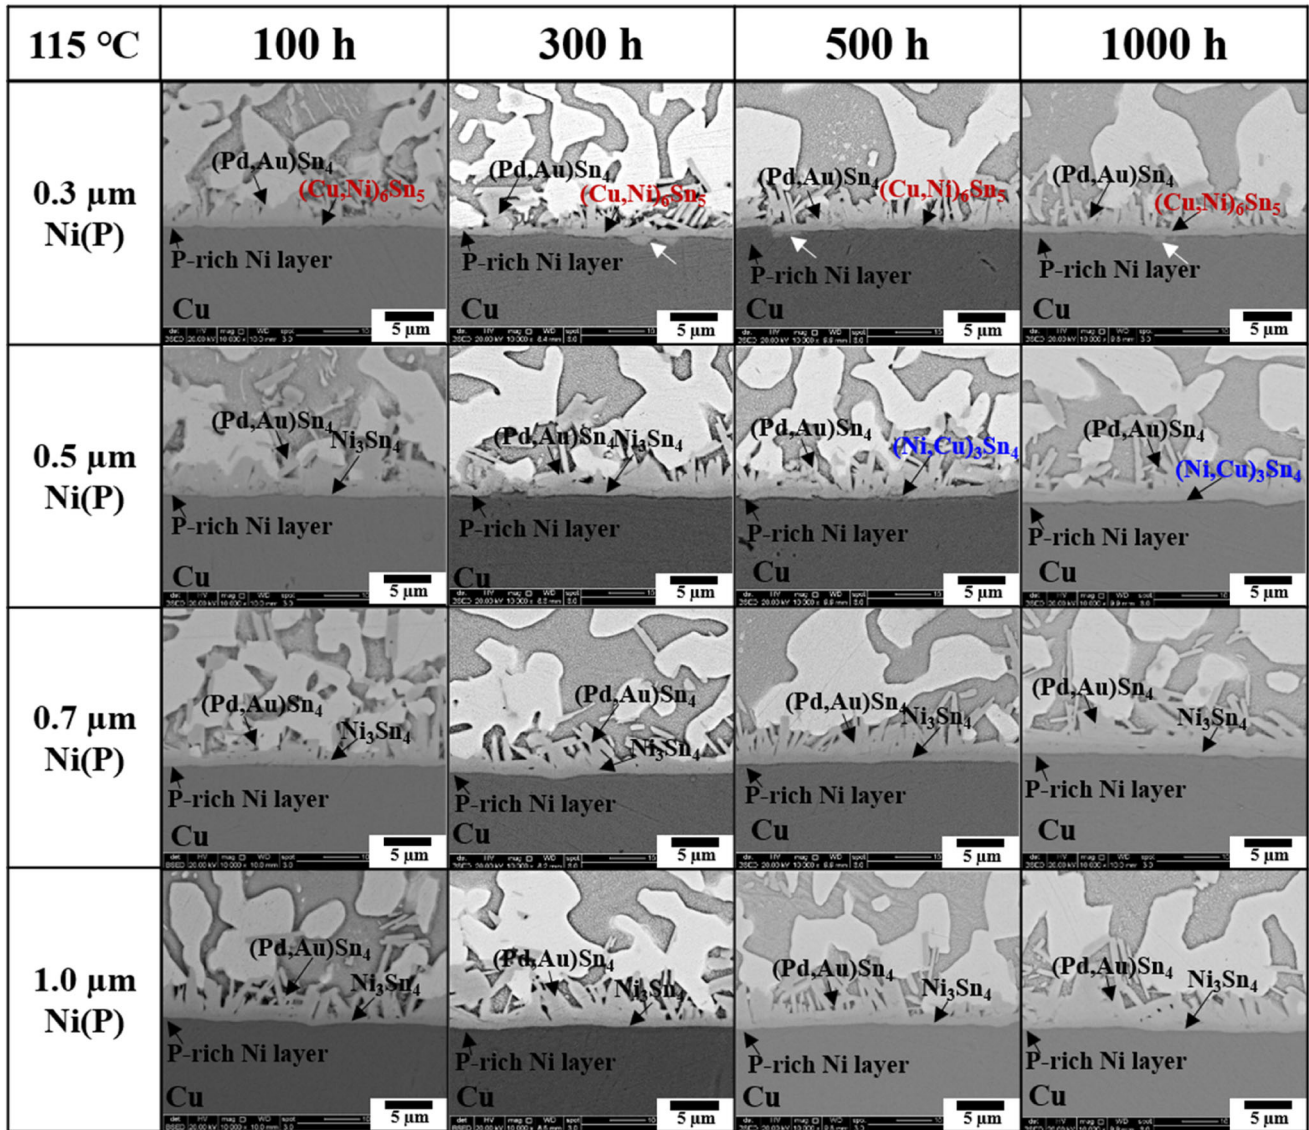 115 °C
100 h
300 h
500 h
1000 h
0.3 µm
Ni(P)
(Pd,Au)Sn4
(Cu,Ni)6Sn5
P-rich Ni layer
Cu
5 µm
(Pd,Au)Sn4
(Cu,Ni)6Sn5
P-rich Ni layer
Cu
5 µm
(Pd,Au)Sn4
(Cu,Ni)6Sn5
P-rich Ni layer
Cu
5 µm
(Pd,Au)Sn4
(Cu,Ni)6Sn5
P-rich Ni layer
Cu
5 µm
0.5 µm
Ni(P)
(Pd,Au)Sn4
Ni3Sn4
P-rich Ni layer
Cu
5 µm
(Pd,Au)Sn4
Ni3Sn4
P-rich Ni layer
Cu
5 µm
(Pd,Au)Sn4
(Ni,Cu)3Sn4
P-rich Ni layer
Cu
5 µm
(Pd,Au)Sn4
(Ni,Cu)3Sn4
P-rich Ni layer
Cu
5 µm
0.7 µm
Ni(P)
(Pd,Au)Sn4
Ni3Sn4
P-rich Ni layer
Cu
5 µm
(Pd,Au)Sn4
Ni3Sn4
P-rich Ni layer
Cu
5 µm
(Pd,Au)Sn4
Ni3Sn4
P-rich Ni layer
Cu
5 µm
(Pd,Au)Sn4
Ni3Sn4
P-rich Ni layer
Cu
5 µm
1.0 µm
Ni(P)
(Pd,Au)Sn4
Ni3Sn4
P-rich Ni layer
Cu
5 µm
(Pd,Au)Sn4
Ni3Sn4
P-rich Ni layer
Cu
5 µm
(Pd,Au)Sn4
Ni3Sn4
P-rich Ni layer
Cu
5 µm
(Pd,Au)Sn4
Ni3Sn4
P-rich Ni layer
Cu
5 µm